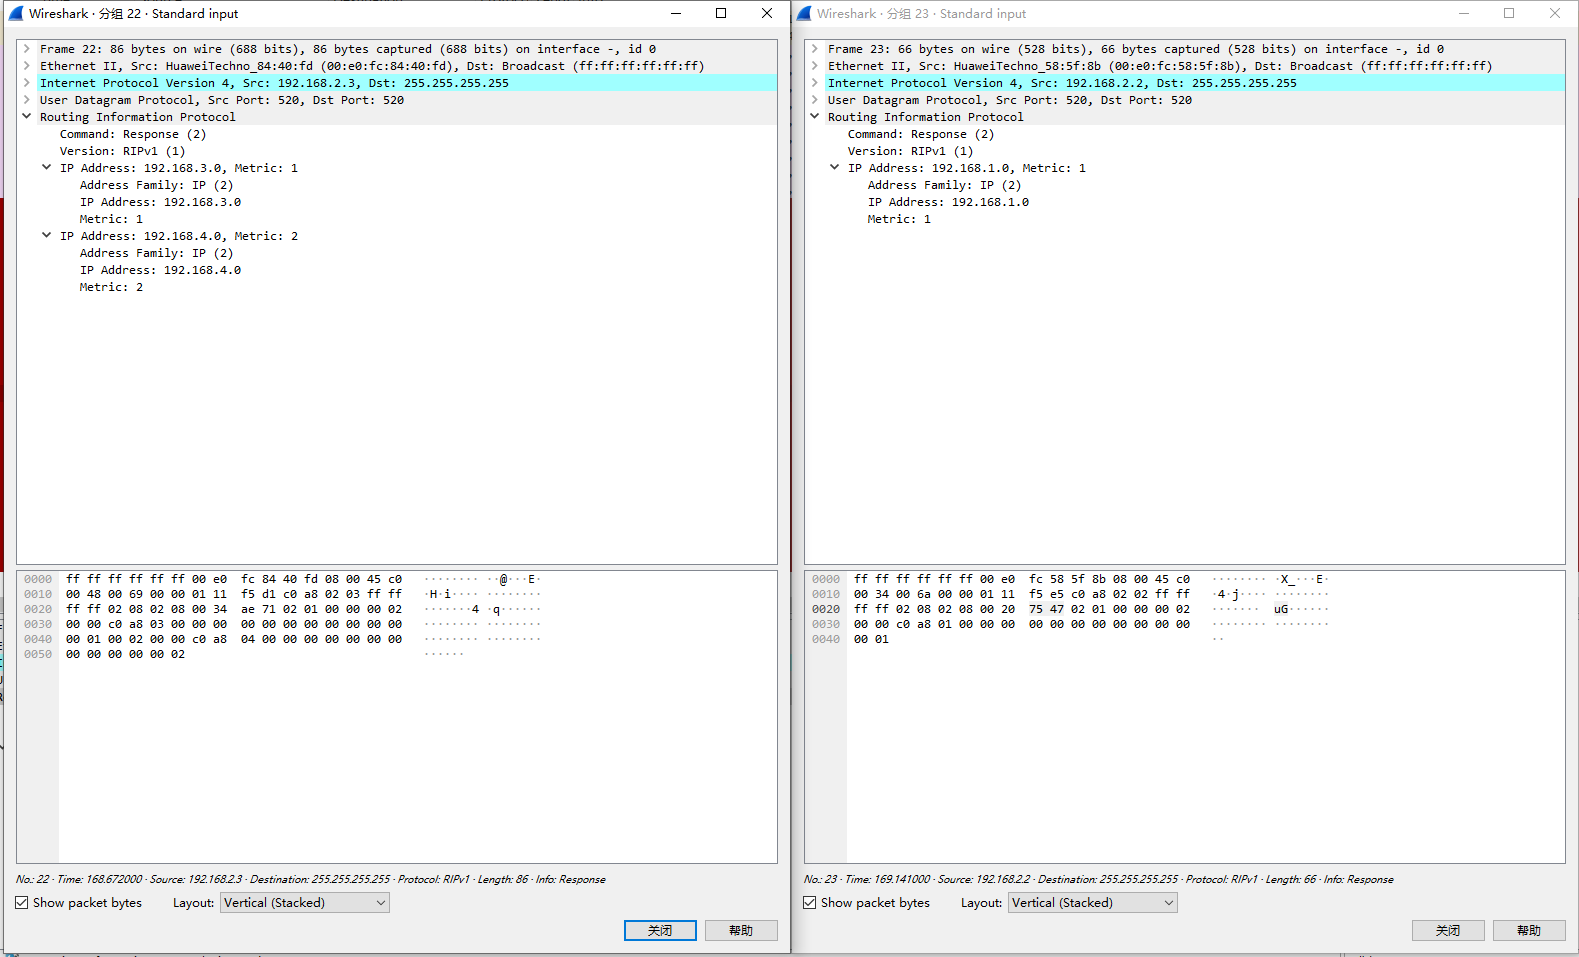 Wireshark · 分组 22 · Standard input
Frame 22: 86 bytes on wire (688 bits), 86 bytes captured (688 bits) on interface -, id 0
Ethernet II, Src: HuaweiTechno_84:40:fd (00:e0:fc:84:40:fd), Dst: Broadcast (ff:ff:ff:ff:ff:ff)
Internet Protocol Version 4, Src: 192.168.2.3, Dst: 255.255.255.255
User Datagram Protocol, Src Port: 520, Dst Port: 520
Routing Information Protocol
Command: Response (2)
Version: RIPv1 (1)
IP Address: 192.168.3.0, Metric: 1
Address Family: IP (2)
IP Address: 192.168.3.0
Metric: 1
IP Address: 192.168.4.0, Metric: 2
Address Family: IP (2)
IP Address: 192.168.4.0
Metric: 2
0000 ff ff ff ff ff ff 00 e0 fc 84 40 fd 08 00 45 c0 ········ ··@···E·
0010 00 48 00 69 00 00 01 11 f5 d1 c0 a8 02 03 ff ff ·H·i···· ········
0020 ff ff 02 08 02 08 00 34 ae 71 02 01 00 00 00 02 ·······4 ·q······
0030 00 00 c0 a8 03 00 00 00 00 00 00 00 00 00 00 00 ········ ········
0040 00 01 00 02 00 00 c0 a8 04 00 00 00 00 00 00 00 ········ ········
0050 00 00 00 00 00 02 ······
No.: 22 · Time: 168.672000 · Source: 192.168.2.3 · Destination: 255.255.255.255 · Protocol: RIPv1 · Length: 86 · Info: Response
Show packet bytes Layout: Vertical (Stacked)
关闭 帮助
Wireshark · 分组 23 · Standard input
Frame 23: 66 bytes on wire (528 bits), 66 bytes captured (528 bits) on interface -, id 0
Ethernet II, Src: HuaweiTechno_58:5f:8b (00:e0:fc:58:5f:8b), Dst: Broadcast (ff:ff:ff:ff:ff:ff)
Internet Protocol Version 4, Src: 192.168.2.2, Dst: 255.255.255.255
User Datagram Protocol, Src Port: 520, Dst Port: 520
Routing Information Protocol
Command: Response (2)
Version: RIPv1 (1)
IP Address: 192.168.1.0, Metric: 1
Address Family: IP (2)
IP Address: 192.168.1.0
Metric: 1
0000 ff ff ff ff ff ff 00 e0 fc 58 5f 8b 08 00 45 c0 ········ ·X_···E·
0010 00 34 00 6a 00 00 01 11 f5 e5 c0 a8 02 02 ff ff ·4·j···· ········
0020 ff ff 02 08 02 08 00 20 75 47 02 01 00 00 00 02 ······· uG······
0030 00 00 c0 a8 01 00 00 00 00 00 00 00 00 00 00 00 ········ ········
0040 00 01 ··
No.: 23 · Time: 169.141000 · Source: 192.168.2.2 · Destination: 255.255.255.255 · Protocol: RIPv1 · Length: 66 · Info: Response
Show packet bytes Layout: Vertical (Stacked)
关闭 帮助